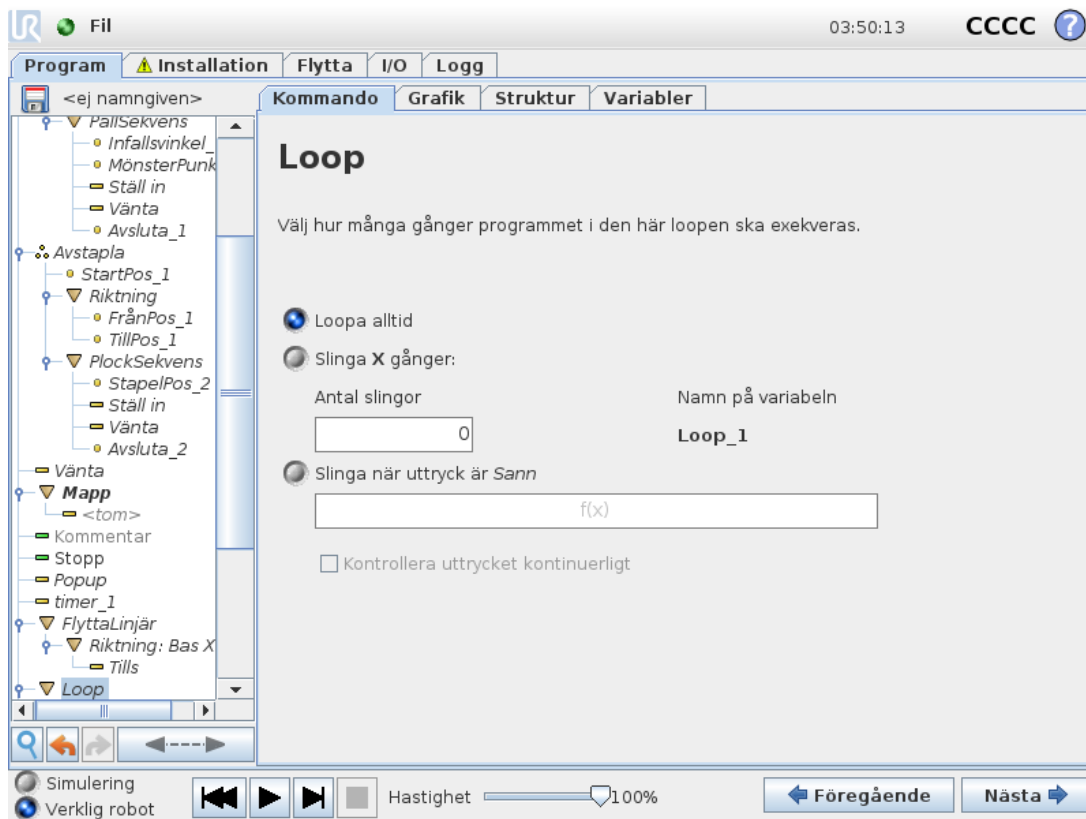 UR Fil 03:50:13 CCCC ?
Program Installation Flytta I/O Logg
<ej namngiven>
Kommando Grafik Struktur Variabler
PallSekvens
Infallsvinkel_
MönsterPunk
Ställ in
Vänta
Avsluta_1
Avstapla
StartPos_1
Riktning
FrånPos_1
TillPos_1
PlockSekvens
StapelPos_2
Ställ in
Vänta
Avsluta_2
Vänta
Mapp
<tom>
Kommentar
Stopp
Popup
timer_1
FlyttaLinjär
Riktning: Bas X
Tills
Loop
Loop
Välj hur många gånger programmet i den här loopen ska exekveras.
Loopa alltid
Slinga X gånger:
Antal slingor Namn på variabeln
0 Loop_1
Slinga när uttryck är Sann
f(x)
Kontrollera uttrycket kontinuerligt
Simulering
Verklig robot
Hastighet 100%
Föregående Nästa